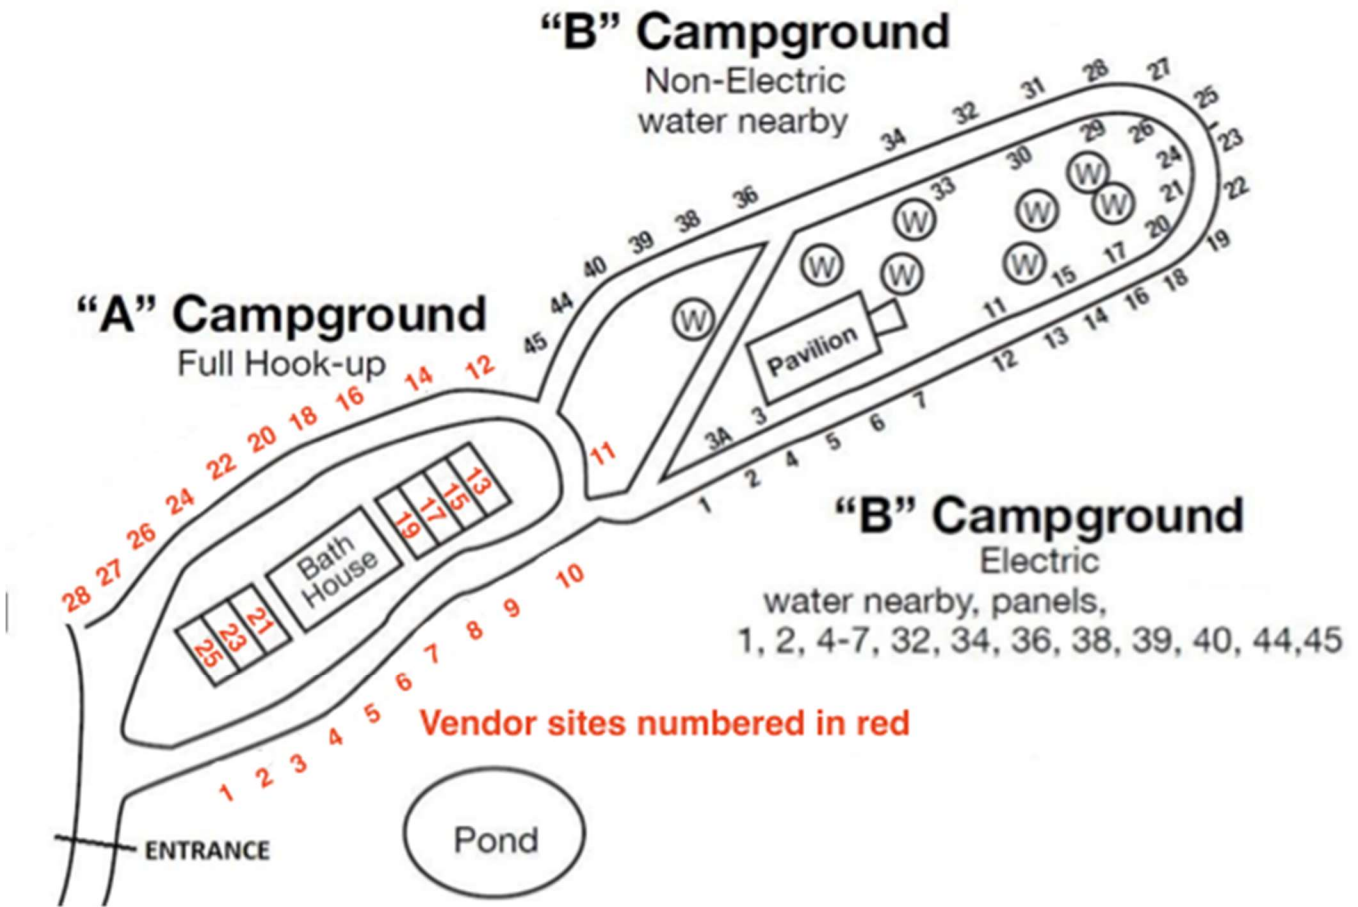 “B” Campground
Non-Electric
water nearby
28
27
31
25
32
34
29
26
23
30
24
36
33
21
22
38
39
20
40
17
19
44
15
18
45
11
16
14
13
12
W
W
W
W
W
W
W
W
Pavilion
3
3A
7
6
5
4
2
1
“A” Campground
Full Hook-up
12
14
16
18
20
22
24
26
27
28
11
13
15
17
19
Bath
House
21
23
25
10
9
8
7
6
5
4
3
2
1
“B” Campground
Electric
water nearby, panels,
1, 2, 4-7, 32, 34, 36, 38, 39, 40, 44,45
Vendor sites numbered in red
Pond
ENTRANCE